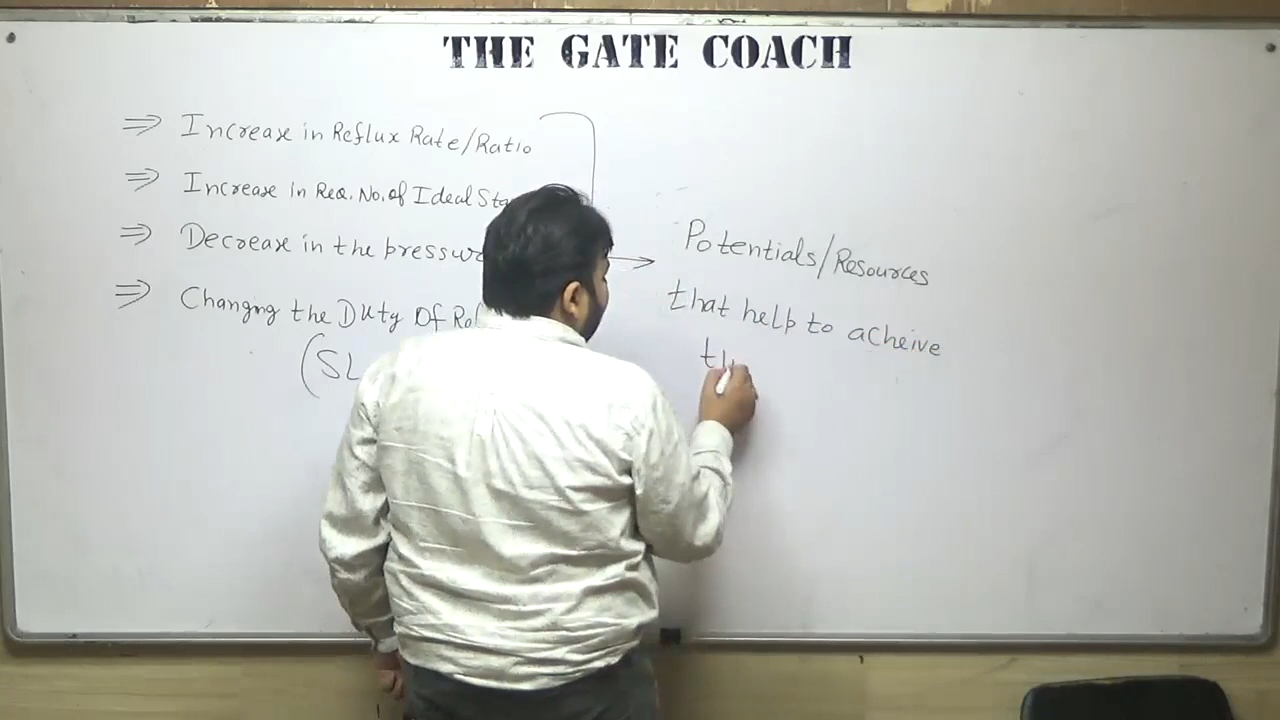 THE GATE COACH
⇒ Increase in Reflux Rate/Ratio
⇒ Increase in Req. No. of Ideal
⇒ Decrease in the
⇒ Changing the Duty Of
(SL
Potentials/Resources
that help to acheive